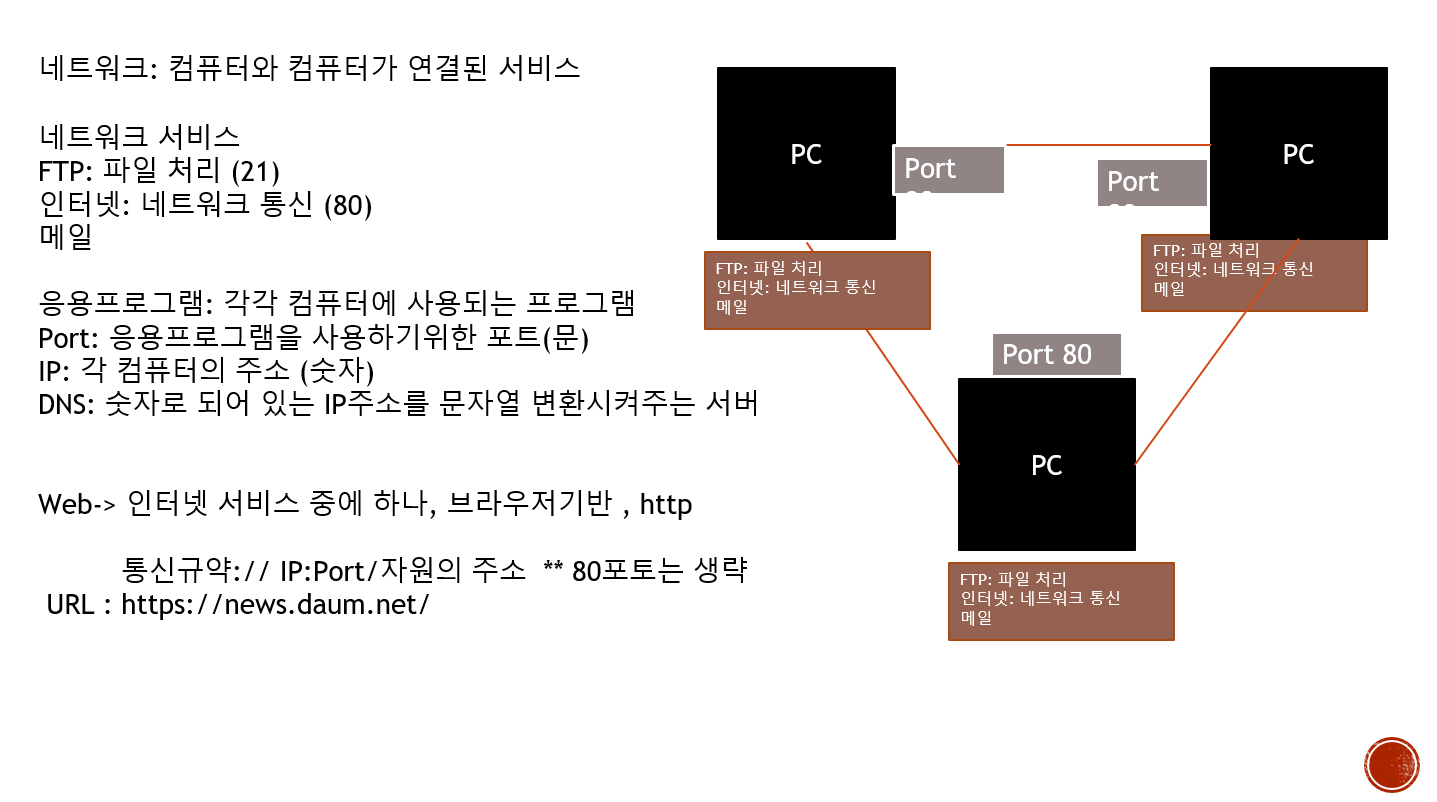 네트워크: 컴퓨터와 컴퓨터가 연결된 서비스
네트워크 서비스
FTP: 파일 처리 (21)
인터넷: 네트워크 통신 (80)
메일
응용프로그램: 각각 컴퓨터에 사용되는 프로그램
Port: 응용프로그램을 사용하기위한 포트(문)
IP: 각 컴퓨터의 주소 (숫자)
DNS: 숫자로 되어 있는 IP주소를 문자열 변환시켜주는 서버
Web-> 인터넷 서비스 중에 하나, 브라우저기반 , http
통신규약:// IP:Port/자원의 주소 ** 80포토는 생략
URL : https://news.daum.net/
PC
Port
PC
Port
FTP: 파일 처리
인터넷: 네트워크 통신
메일
FTP: 파일 처리
인터넷: 네트워크 통신
메일
Port 80
PC
FTP: 파일 처리
인터넷: 네트워크 통신
메일